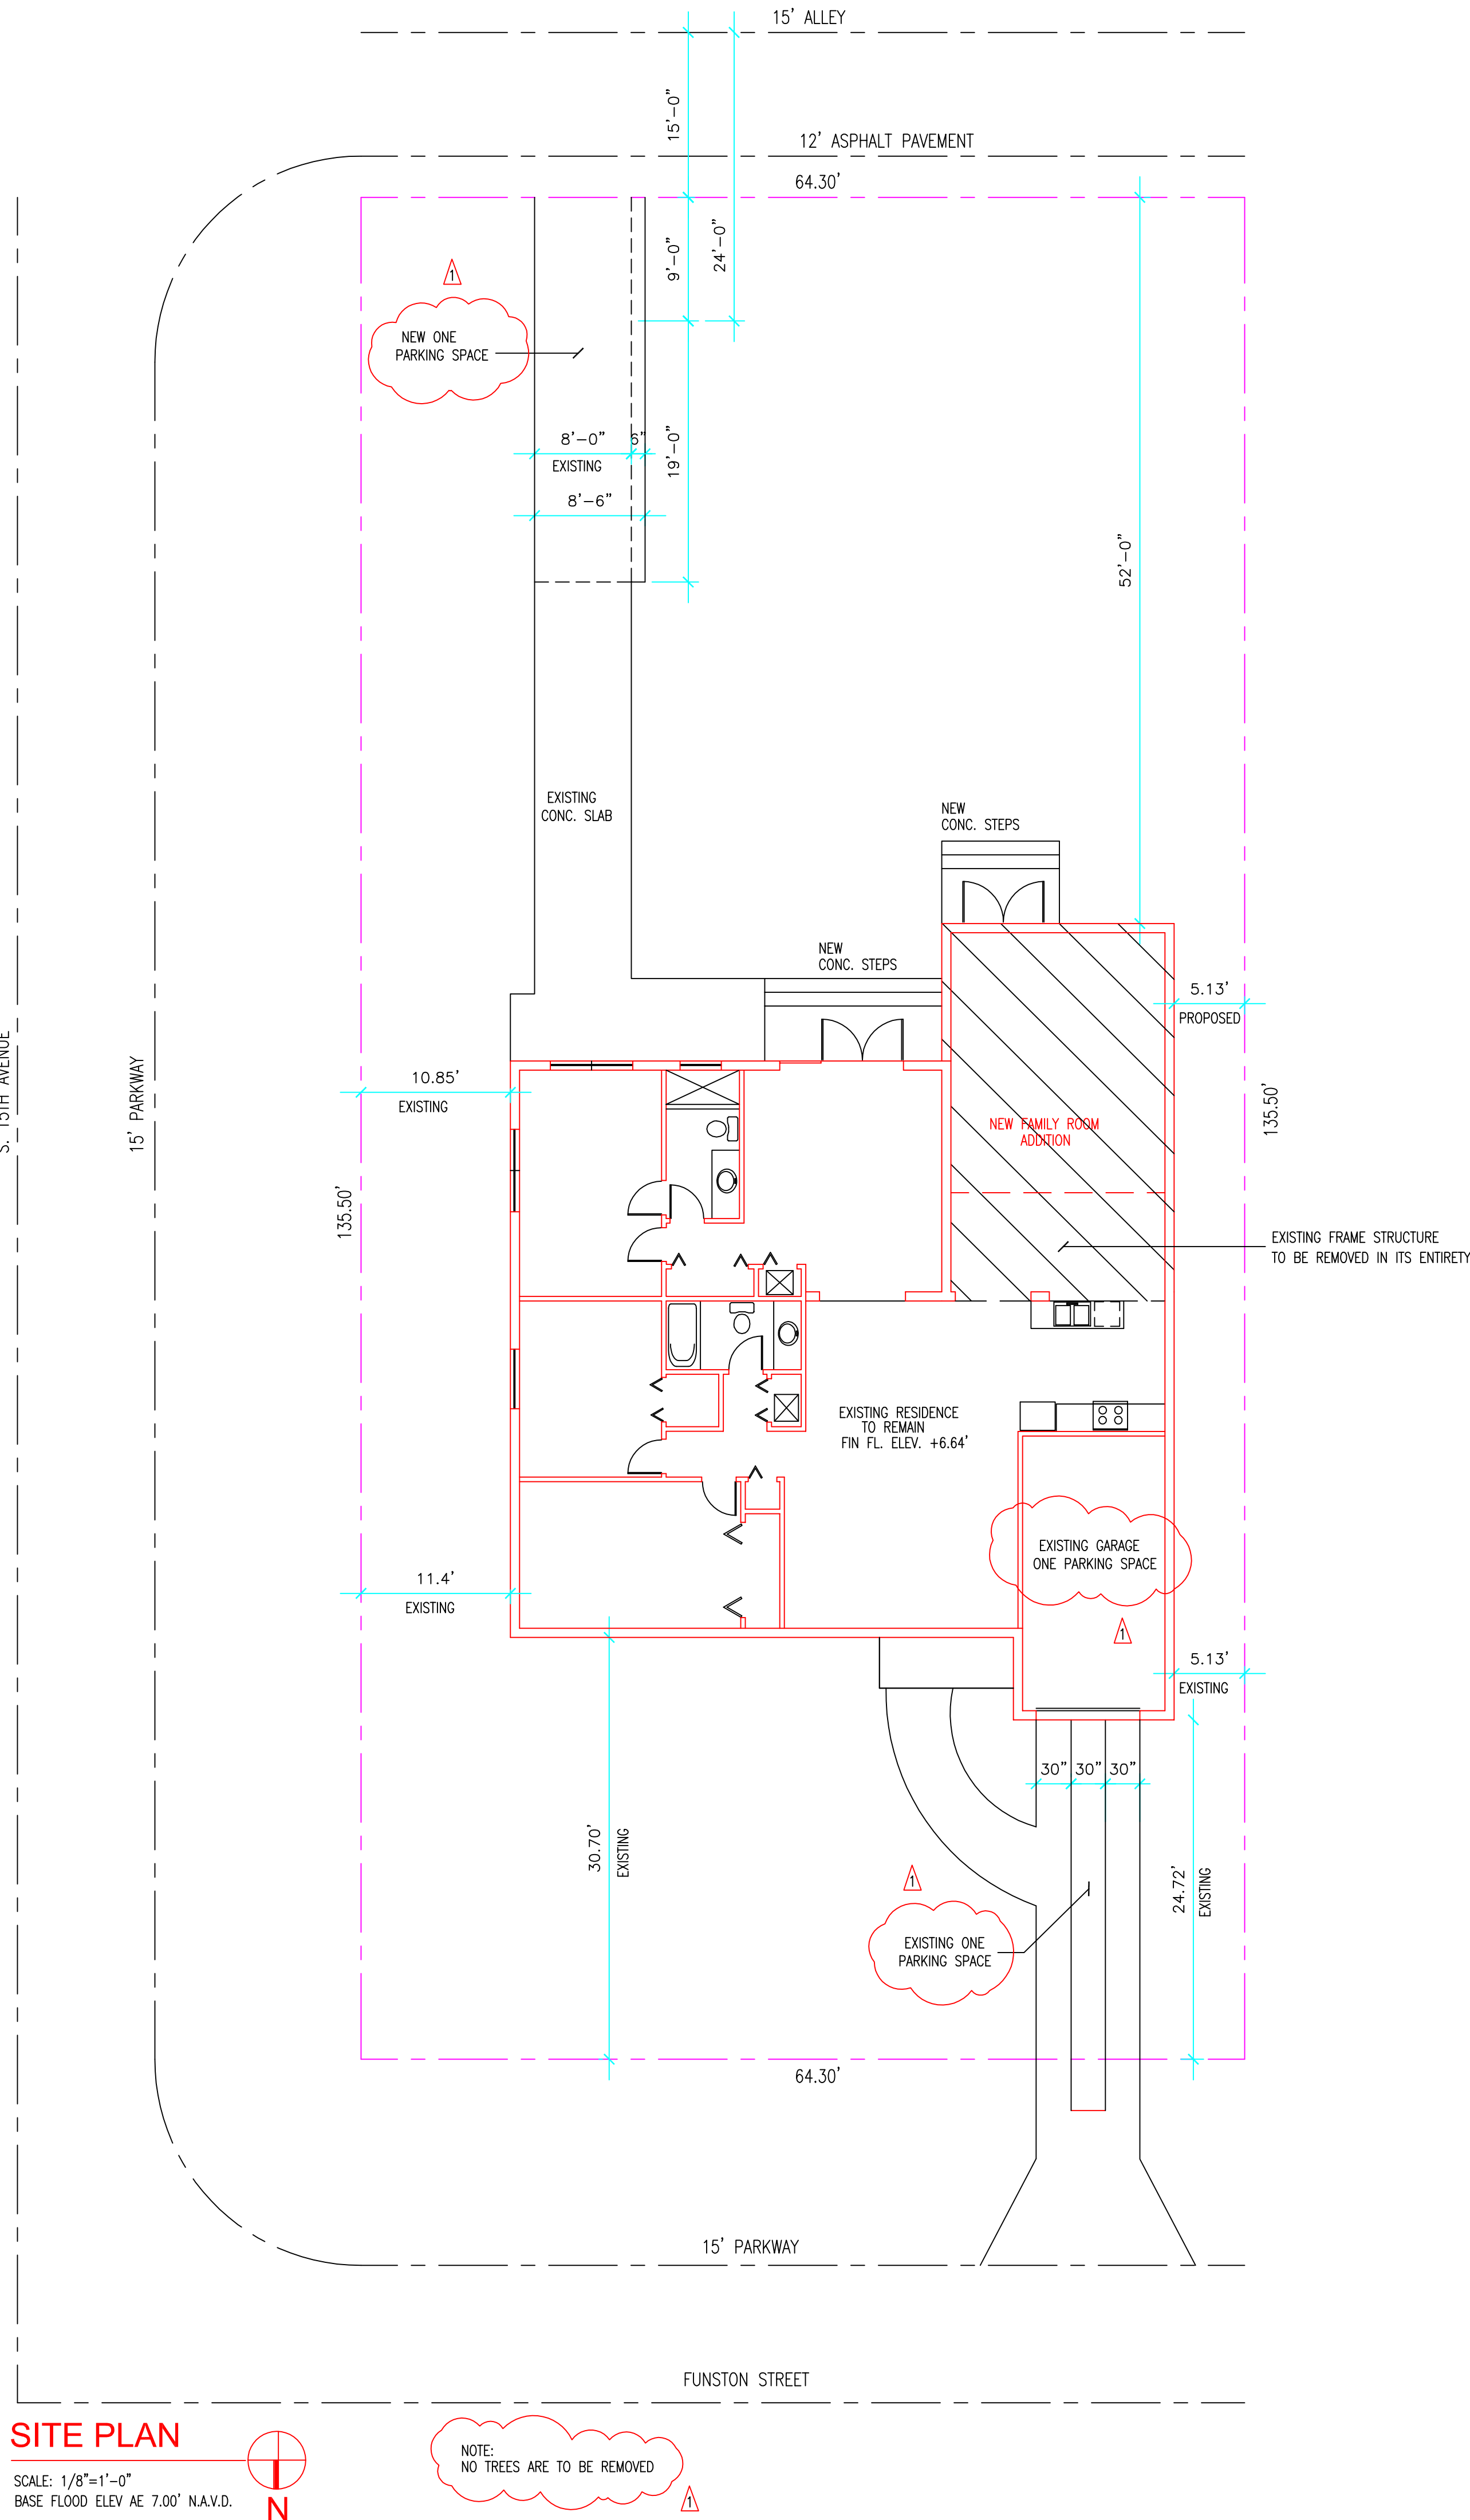 15' ALLEY
15'-0"
12' ASPHALT PAVEMENT
64.30'
9'-0"
24'-0"
1
NEW ONE
PARKING SPACE
8'-0" 6"
EXISTING
19'-0"
8'-6"
52'-0"
EXISTING
CONC. SLAB
NEW
CONC. STEPS
NEW
CONC. STEPS
5.13'
PROPOSED
S. 15TH AVENUE
15' PARKWAY
10.85'
EXISTING
135.50'
135.50'
NEW FAMILY ROOM
ADDITION
EXISTING FRAME STRUCTURE
TO BE REMOVED IN ITS ENTIRETY
EXISTING RESIDENCE
TO REMAIN
FIN FL. ELEV. +6.64'
EXISTING GARAGE
ONE PARKING SPACE
1
11.4'
EXISTING
5.13'
EXISTING
30" 30" 30"
30.70'
EXISTING
24.72'
EXISTING
1
EXISTING ONE
PARKING SPACE
64.30'
15' PARKWAY
FUNSTON STREET
SITE PLAN
SCALE: 1/8"=1'-0"
BASE FLOOD ELEV AE 7.00' N.A.V.D.
N
NOTE:
NO TREES ARE TO BE REMOVED
1